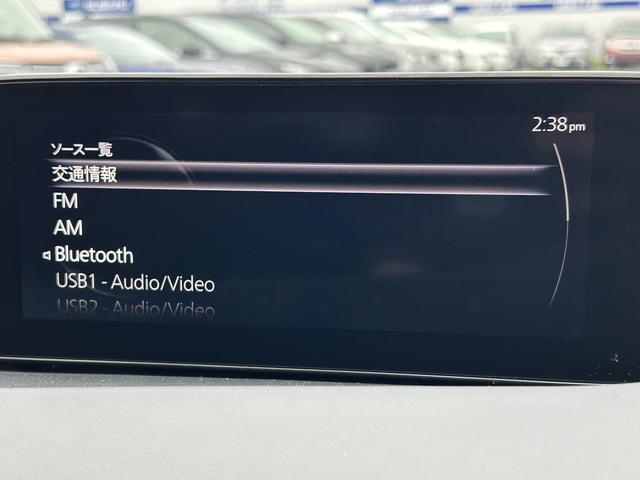 2:38pm
ソース一覧
交通情報
FM
AM
Bluetooth
USB1 - Audio/Video
USB2 - Audio/Video